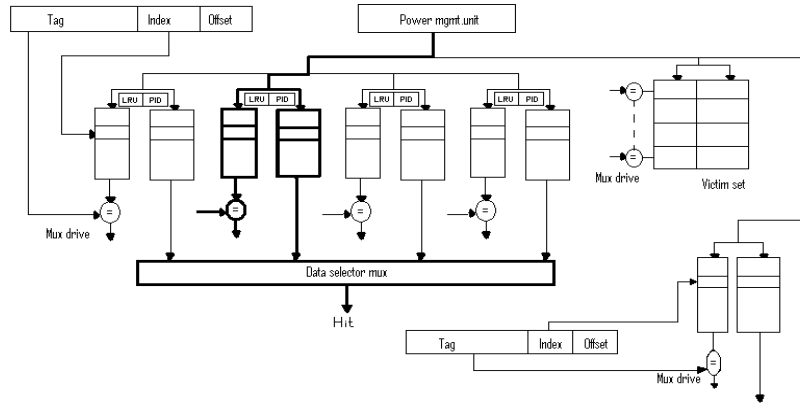 Tag Index Offset
Power mgmt.unit
LRU PID LRU PID LRU PID LRU PID
= =
= = = =
Mux drive
Mux drive
Victim set
Data selector mux
Hit
Tag Index Offset
=
Mux drive